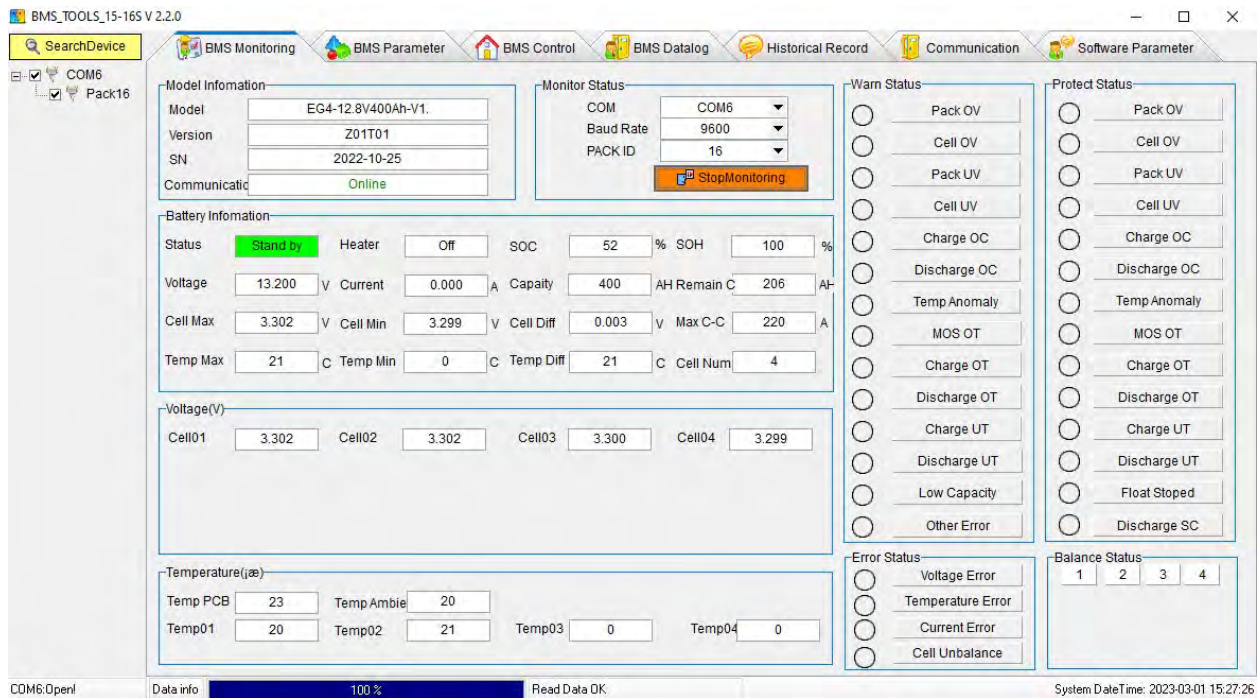 BMS_TOOLS_15-16S V 2.2.0
SearchDevice
BMS Monitoring
BMS Parameter
BMS Control
BMS Datalog
Historical Record
Communication
Software Parameter
COM6
Pack16
Model Infomation
Model EG4-12.8V400Ah-V1.
Version Z01T01
SN 2022-10-25
Communicatic Online
Monitor Status
COM COM6
Baud Rate 9600
PACK ID 16
StopMonitoring
Battery Infomation
Status Stand by Heater Off SOC 52 % SOH 100 %
Voltage 13.200 V Current 0.000 A Capaity 400 AH Remain C 206 AH
Cell Max 3.302 V Cell Min 3.299 V Cell Diff 0.003 V Max C-C 220 A
Temp Max 21 C Temp Min 0 C Temp Diff 21 C Cell Num 4
Voltage(V)
Cell01 3.302 Cell02 3.302 Cell03 3.300 Cell04 3.299
Temperature(¡æ)
Temp PCB 23 Temp Ambie 20
Temp01 20 Temp02 21 Temp03 0 Temp04 0
Warn Status
Pack OV
Cell OV
Pack UV
Cell UV
Charge OC
Discharge OC
Temp Anomaly
MOS OT
Charge OT
Discharge OT
Charge UT
Discharge UT
Low Capacity
Other Error
Protect Status
Pack OV
Cell OV
Pack UV
Cell UV
Charge OC
Discharge OC
Temp Anomaly
MOS OT
Charge OT
Discharge OT
Charge UT
Discharge UT
Float Stoped
Discharge SC
Error Status
Voltage Error
Temperature Error
Current Error
Cell Unbalance
Balance Status
1 2 3 4
COM6:Open! Data info 100 % Read Data OK System DateTime: 2023-03-01 15:27:26